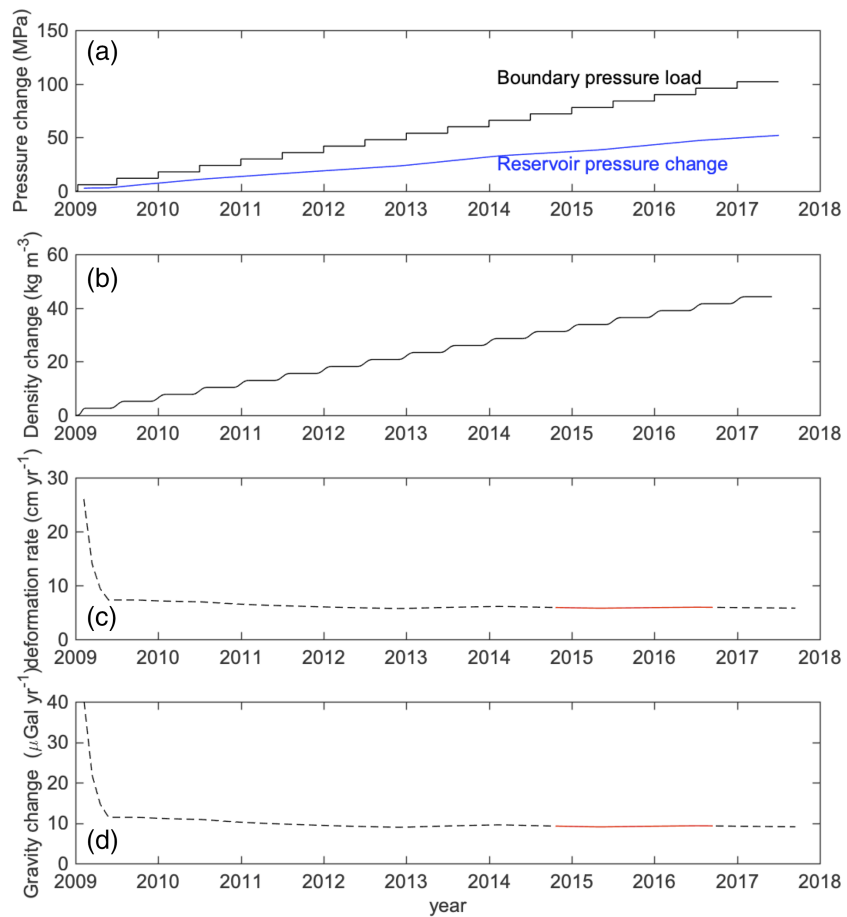 Pressure change (MPa)
150
100
50
0
(a)
Boundary pressure load
Reservoir pressure change
2009 2010 2011 2012 2013 2014 2015 2016 2017 2018
Density change (kg m-3)
60
40
20
0
(b)
2009 2010 2011 2012 2013 2014 2015 2016 2017 2018
deformation rate (cm yr-1)
30
20
10
0
(c)
2009 2010 2011 2012 2013 2014 2015 2016 2017 2018
Gravity change (μGal yr-1)
40
30
20
10
0
(d)
2009 2010 2011 2012 2013 2014 2015 2016 2017 2018
year